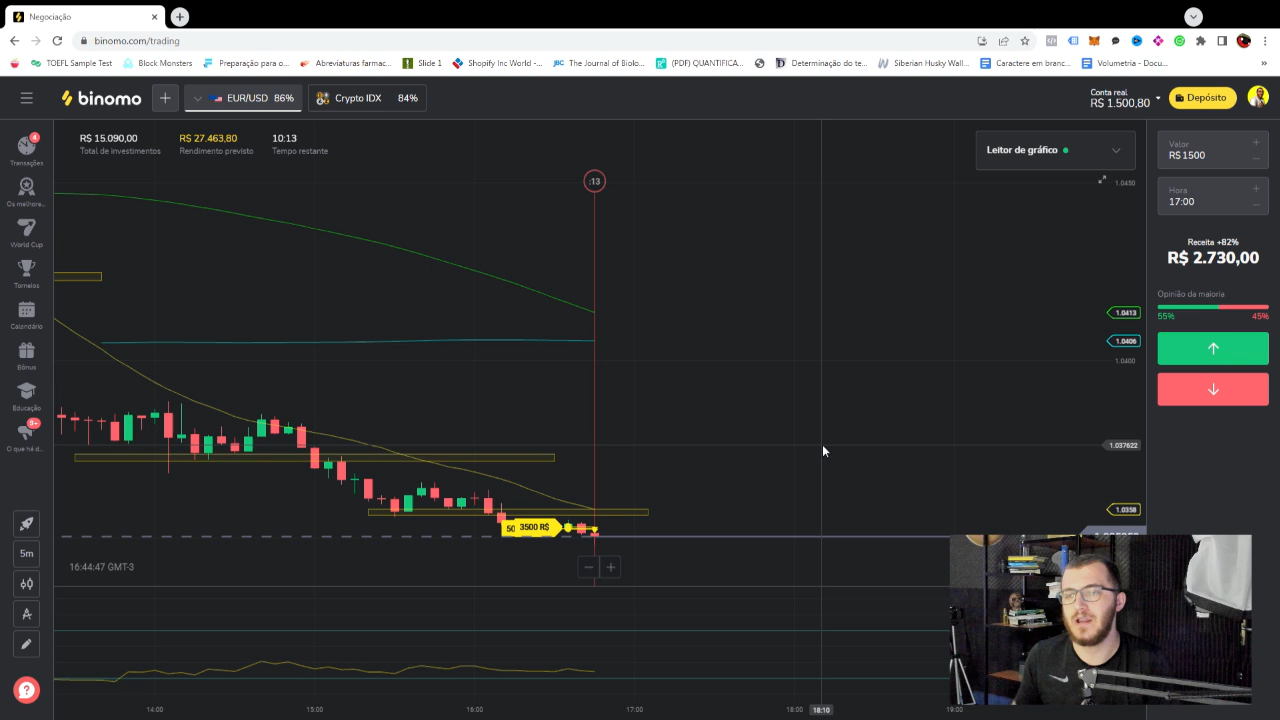 Negociação
binomo.com/trading
TOEFL Sample Test
Block Monsters
Preparação para o...
Abreviaturas farmac...
Slide 1
Shopify Inc World -...
The Journal of Biolo...
(PDF) QUANTIFICA...
Determinação do te...
Siberian Husky Wall...
Caractere em branc...
Volumetria - Docu...
»
binomo
EUR/USD 86%
Crypto IDX 84%
Conta real
R$ 1.500,80
Depósito
4
Transações
Os melhore...
World Cup
Torneios
Calendário
Bônus
Educação
9+
O que há d...
5m
R$ 15.090,00
Total de investimentos
R$ 27.463,80
Rendimento previsto
10:13
Tempo restante
Leitor de gráfico
:13
1.0450
1.0413
1.0406
1.0400
1.037622
1.0358
50
3500 R$
16:44:47 GMT-3
14:00
15:00
16:00
17:00
18:00
18:10
19:00
Valor
R$ 1500
Hora
17:00
Receita +82%
R$ 2.730,00
Opinião da maioria
55%
45%